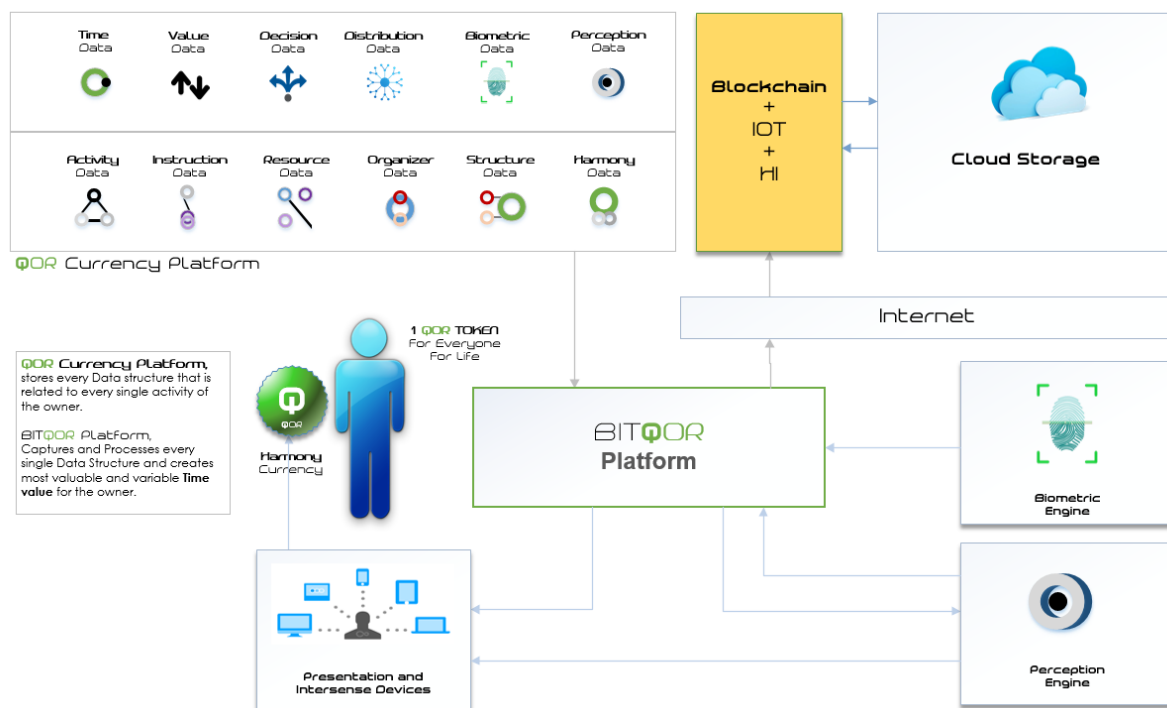 Time
Data
Value
Data
Decision
Data
Distribution
Data
Biometric
Data
Perception
Data
Activity
Data
Instruction
Data
Resource
Data
Organizer
Data
Structure
Data
Harmony
Data
QOR Currency Platform
Blockchain
+
IOT
+
HI
Cloud Storage
Internet
1 QOR TOKEN
For Everyone
For Life
Q
QOR
Harmony
Currency
QOR Currency Platform,
stores every Data structure that is
related to every single activity of
the owner.
BITQOR Platform,
Captures and Processes every
single Data Structure and creates
most valuable and variable Time
value for the owner.
BITQOR
Platform
Biometric
Engine
Perception
Engine
Presentation and
Intersense Devices